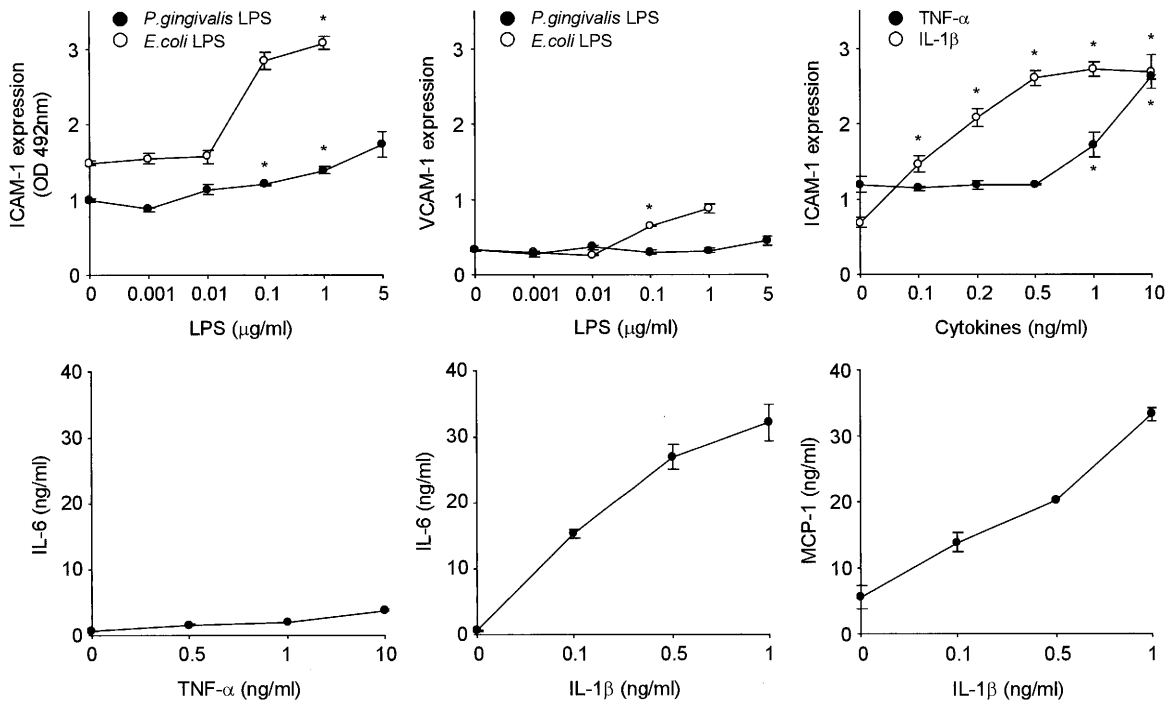 P.gingivalis LPS
E.coli LPS
*
*
*
*
3
2
1
0
ICAM-1 expression
(OD 492nm)
0 0.001 0.01 0.1 1 5
LPS (μg/ml)
P.gingivalis LPS
E.coli LPS
*
3
2
1
0
VCAM-1 expression
0 0.001 0.01 0.1 1 5
LPS (μg/ml)
TNF-α
IL-1β
* * * * *
* *
3
2
1
0
ICAM-1 expression
0 0.1 0.2 0.5 1 10
Cytokines (ng/ml)
40
30
20
10
0
IL-6 (ng/ml)
0 0.5 1 10
TNF-α (ng/ml)
40
30
20
10
0
IL-6 (ng/ml)
0 0.1 0.5 1
IL-1β (ng/ml)
40
30
20
10
0
MCP-1 (ng/ml)
0 0.1 0.5 1
IL-1β (ng/ml)